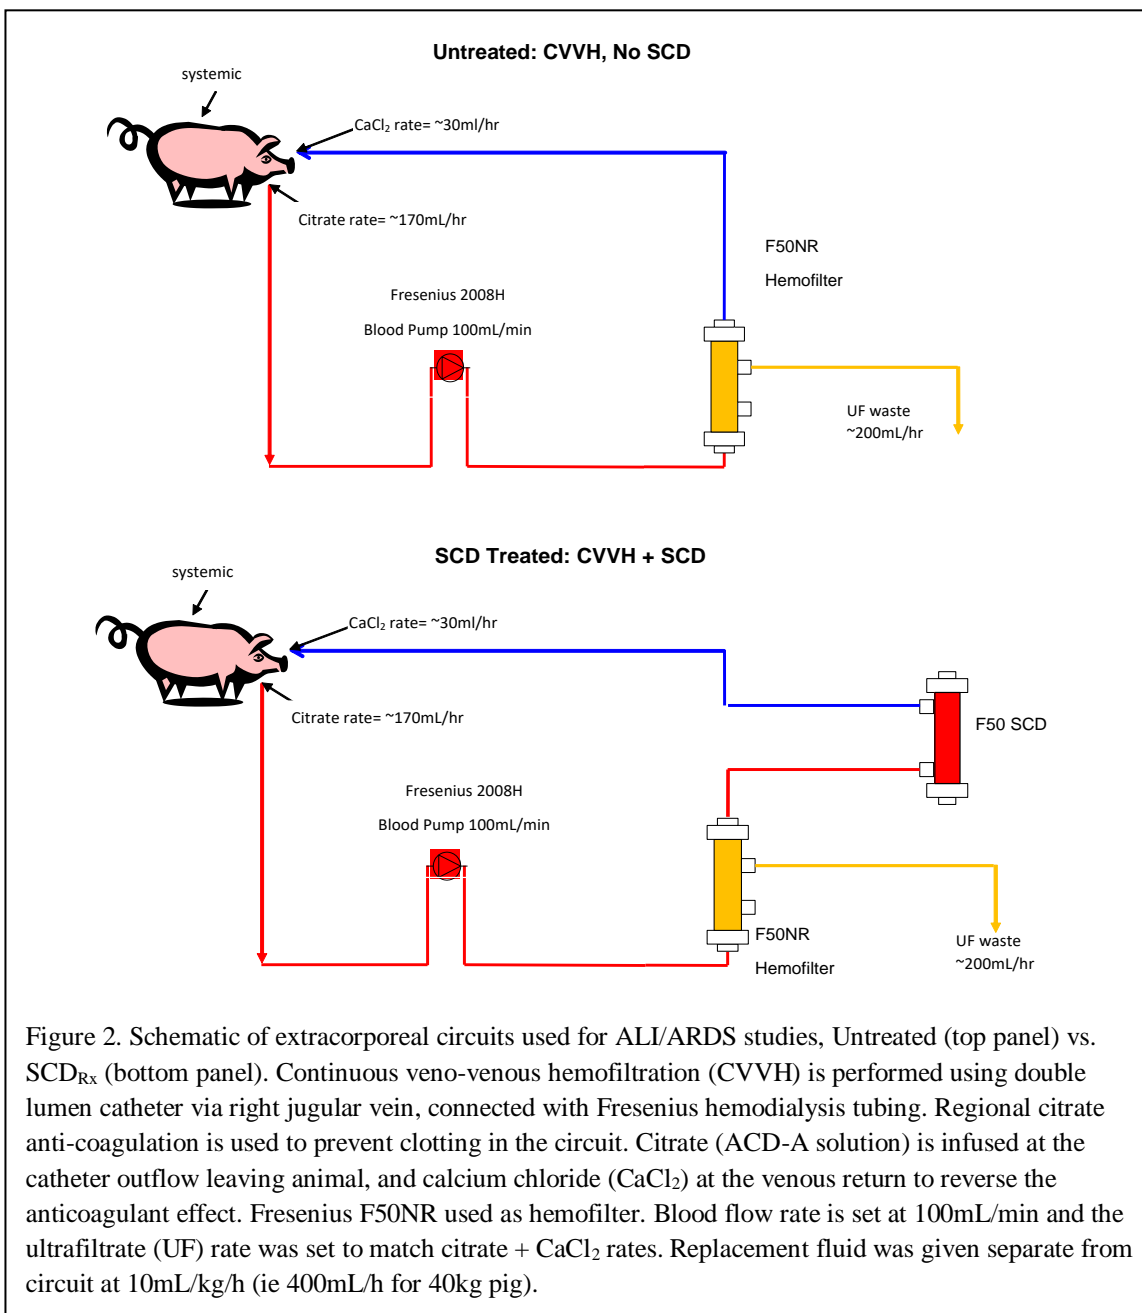 Untreated: CVVH, No SCD
systemic
CaCl₂ rate= ~30ml/hr
Citrate rate= ~170mL/hr
F50NR
Hemofilter
Fresenius 2008H
Blood Pump 100mL/min
UF waste
~200mL/hr
SCD Treated: CVVH + SCD
systemic
CaCl₂ rate= ~30ml/hr
Citrate rate= ~170mL/hr
F50 SCD
Fresenius 2008H
Blood Pump 100mL/min
F50NR
Hemofilter
UF waste
~200mL/hr
Figure 2. Schematic of extracorporeal circuits used for ALI/ARDS studies, Untreated (top panel) vs.
SCD_Rx (bottom panel). Continuous veno-venous hemofiltration (CVVH) is performed using double
lumen catheter via right jugular vein, connected with Fresenius hemodialysis tubing. Regional citrate
anti-coagulation is used to prevent clotting in the circuit. Citrate (ACD-A solution) is infused at the
catheter outflow leaving animal, and calcium chloride (CaCl₂) at the venous return to reverse the
anticoagulant effect. Fresenius F50NR used as hemofilter. Blood flow rate is set at 100mL/min and the
ultrafiltrate (UF) rate was set to match citrate + CaCl₂ rates. Replacement fluid was given separate from
circuit at 10mL/kg/h (ie 400mL/h for 40kg pig).